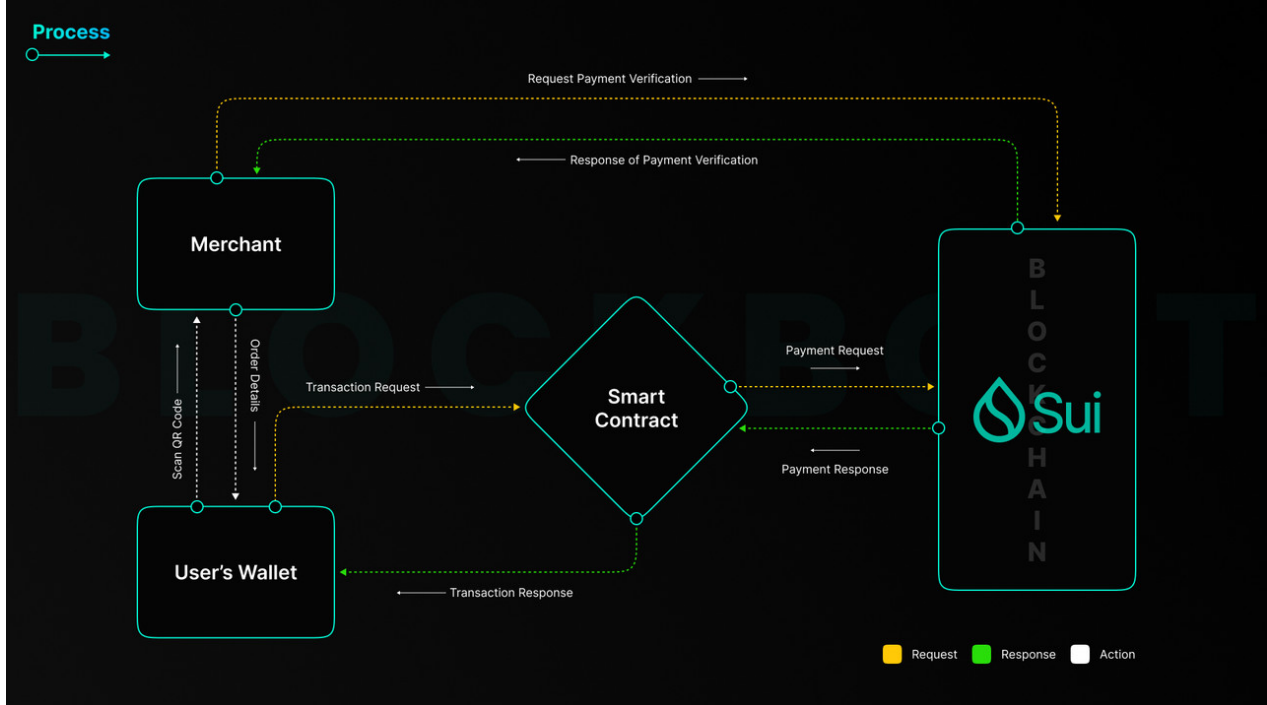 Process
Request Payment Verification
Response of Payment Verification
Merchant
Order Details
Scan QR Code
Transaction Request
Smart
Contract
Payment Request
Payment Response
BLOCKCHAIN
Sui
User's Wallet
Transaction Response
Request
Response
Action